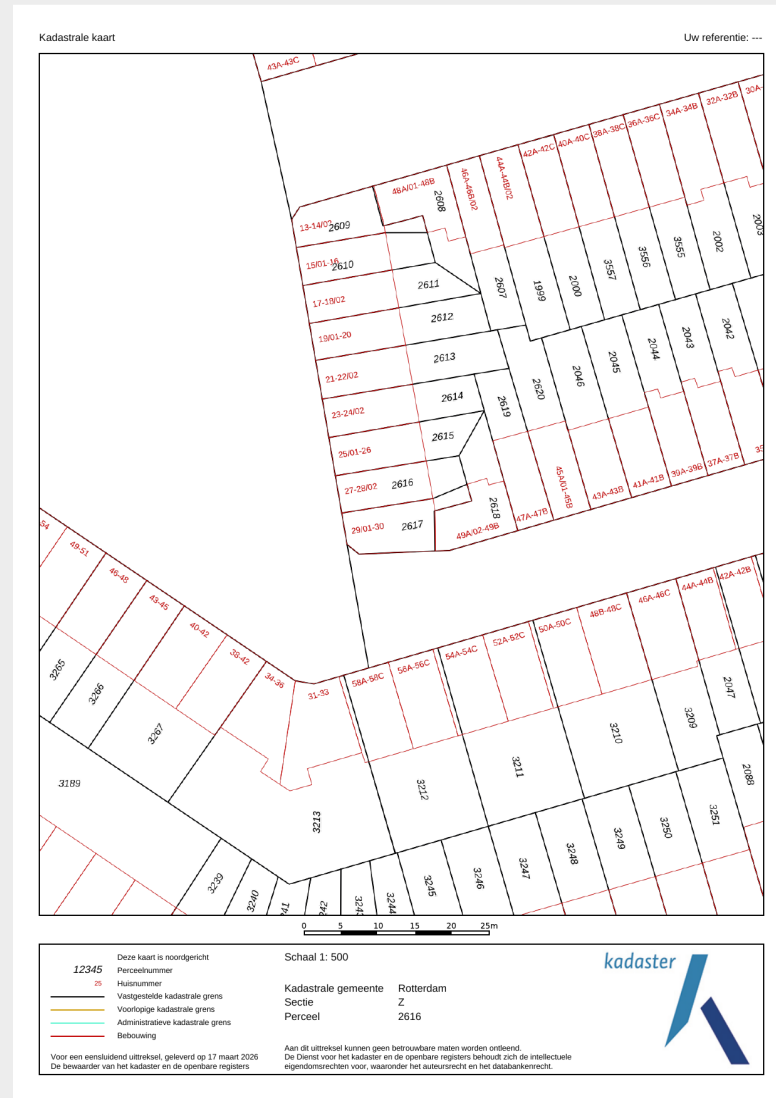 Kadastrale kaart
Uw referentie: ---
43A-43C
30A-
32A-32B
34A-34B
36A-36C
38A-38C
40A-40C
42A-42C
44A-44B/02
46A-46B/02
48A/01-48B
2608
13-14/02
2609
2003
2002
3555
3556
3557
2000
1999
2607
15/01-16
2610
17-18/02
2611
2612
19/01-20
2613
21-22/02
2042
2043
2044
2045
2046
2620
2619
2614
23-24/02
2615
25/01-26
27-28/02
2616
29/01-30
2617
2618
49A/02-49B
47A-47B
45A/01-45B
43A-43B
41A-41B
39A-39B
37A-37B
35
54
49-51
46-48
43-45
40-42
38-42
34-36
31-33
58A-58C
56A-56C
54A-54C
52A-52C
50A-50C
48B-48C
46A-46C
44A-44B
42A-42B
3265
3266
3267
2047
3209
3210
3211
3212
3213
3189
2088
3251
3250
3249
3248
3247
3246
3245
3244
324
242
241
3240
3239
0 5 10 15 20 25m
Deze kaart is noordgericht
12345 Perceelnummer
25 Huisnummer
Vastgestelde kadastrale grens
Voorlopige kadastrale grens
Administratieve kadastrale grens
Bebouwing
Voor een eensluidend uittreksel, geleverd op 17 maart 2026
De bewaarder van het kadaster en de openbare registers
Schaal 1: 500
Kadastrale gemeente Rotterdam
Sectie Z
Perceel 2616
Aan dit uittreksel kunnen geen betrouwbare maten worden ontleend.
De Dienst voor het kadaster en de openbare registers behoudt zich de intellectuele
eigendomsrechten voor, waaronder het auteursrecht en het databankenrecht.
kadaster